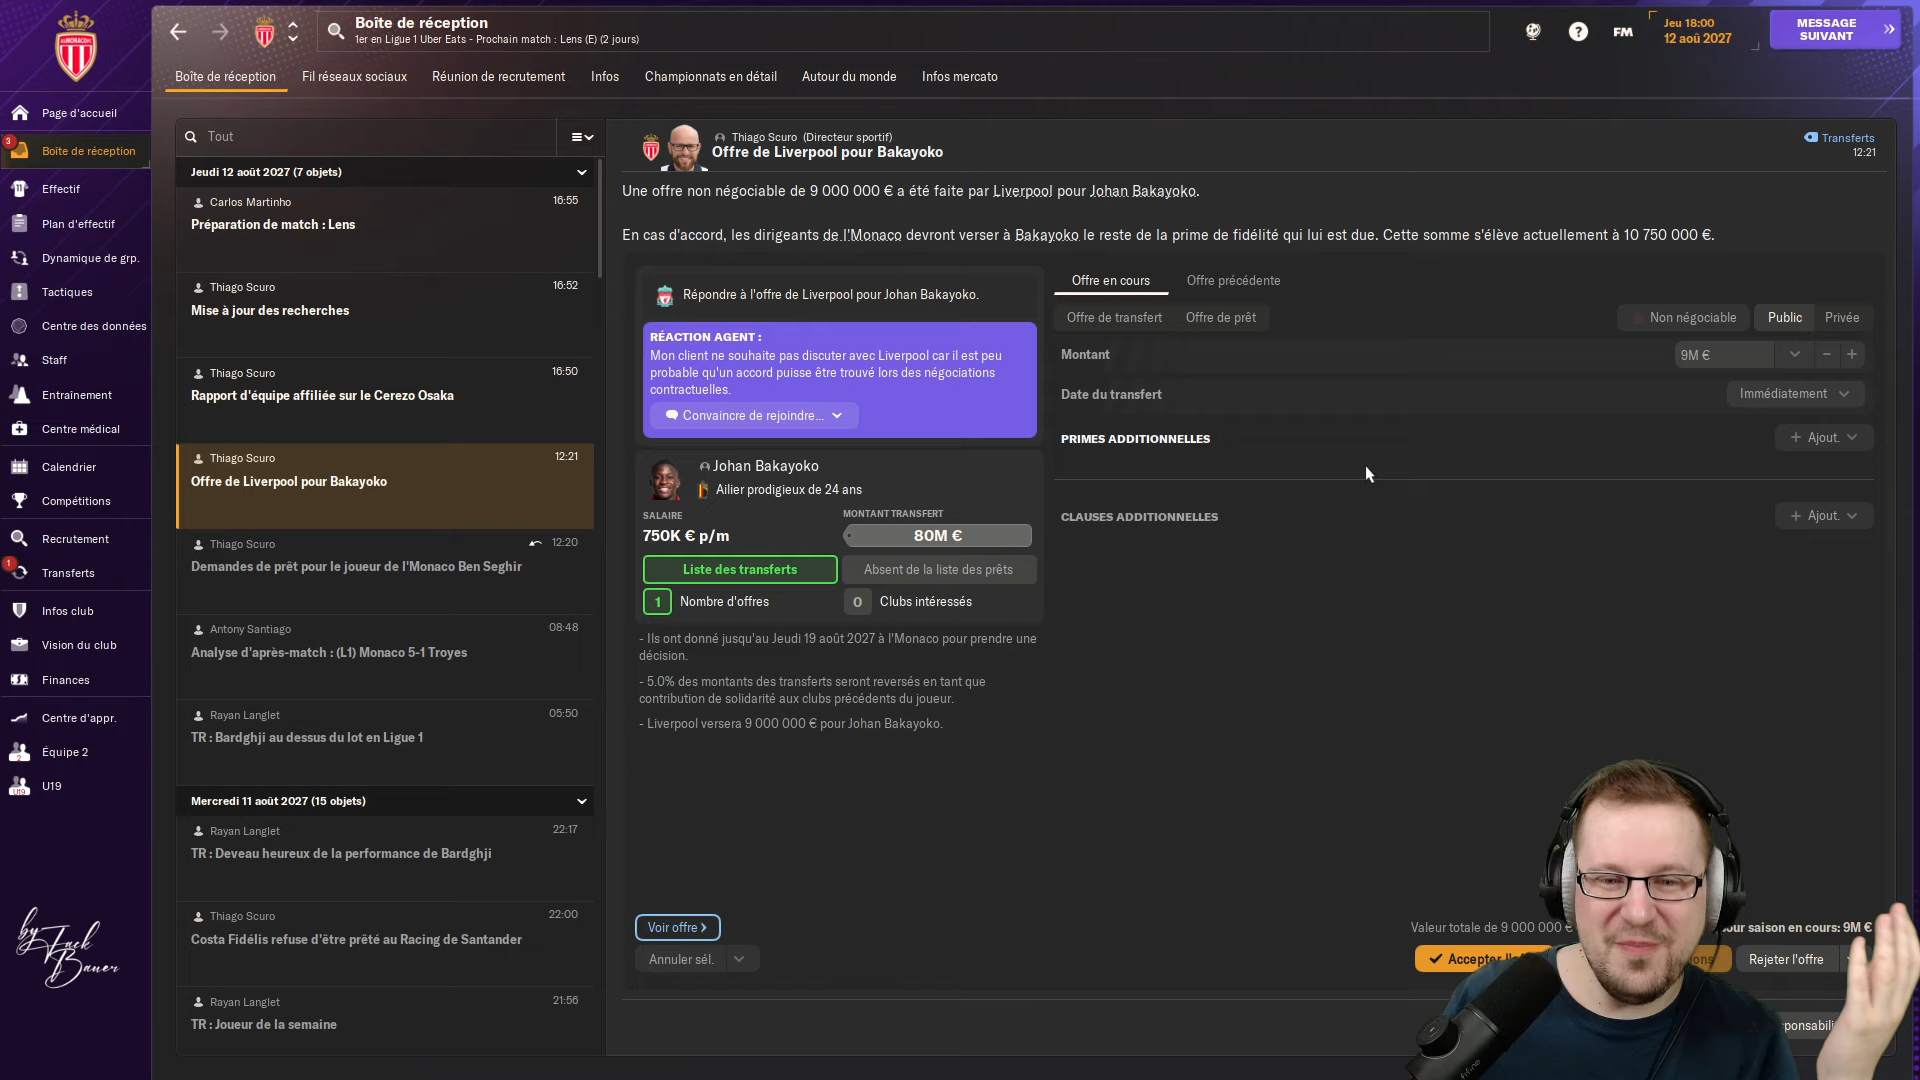 Boîte de réception
1er en Ligue 1 Uber Eats - Prochain match : Lens (E) (2 jours)
FM
Jeu 18:00
12 aoû 2027
MESSAGE
SUIVANT
Boîte de réception
Fil réseaux sociaux
Réunion de recrutement
Infos
Championnats en détail
Autour du monde
Infos mercato
Page d'accueil
3
Boîte de réception
Effectif
Plan d'effectif
Dynamique de grp.
Tactiques
Centre des données
Staff
Entraînement
Centre médical
Calendrier
Compétitions
Recrutement
1
Transferts
Infos club
Vision du club
Finances
Centre d'appr.
Équipe 2
U19
by Jack
Bauer
Tout
Jeudi 12 août 2027 (7 objets)
Carlos Martinho
16:55
Préparation de match : Lens
Thiago Scuro
16:52
Mise à jour des recherches
Thiago Scuro
16:50
Rapport d'équipe affiliée sur le Cerezo Osaka
Thiago Scuro
12:21
Offre de Liverpool pour Bakayoko
Thiago Scuro
12:20
Demandes de prêt pour le joueur de l'Monaco Ben Seghir
Antony Santiago
08:48
Analyse d'après-match : (L1) Monaco 5-1 Troyes
Rayan Langlet
05:50
TR : Bardghji au dessus du lot en Ligue 1
Mercredi 11 août 2027 (15 objets)
Rayan Langlet
22:17
TR : Deveau heureux de la performance de Bardghji
Thiago Scuro
22:00
Costa Fidélis refuse d'être prêté au Racing de Santander
Rayan Langlet
21:56
TR : Joueur de la semaine
Thiago Scuro (Directeur sportif)
Offre de Liverpool pour Bakayoko
Transferts
12:21
Une offre non négociable de 9 000 000 € a été faite par Liverpool pour Johan Bakayoko.
En cas d'accord, les dirigeants de l'Monaco devront verser à Bakayoko le reste de la prime de fidélité qui lui est due. Cette somme s'élève actuellement à 10 750 000 €.
Répondre à l'offre de Liverpool pour Johan Bakayoko.
RÉACTION AGENT :
Mon client ne souhaite pas discuter avec Liverpool car il est peu
probable qu'un accord puisse être trouvé lors des négociations
contractuelles.
Convaincre de rejoindre...
Johan Bakayoko
Ailier prodigieux de 24 ans
SALAIRE
750K € p/m
MONTANT TRANSFERT
80M €
Liste des transferts
Absent de la liste des prêts
1
Nombre d'offres
0
Clubs intéressés
- Ils ont donné jusqu'au Jeudi 19 août 2027 à l'Monaco pour prendre une
décision.
- 5.0% des montants des transferts seront reversés en tant que
contribution de solidarité aux clubs précédents du joueur.
- Liverpool versera 9 000 000 € pour Johan Bakayoko.
Offre en cours
Offre précédente
Offre de transfert
Offre de prêt
Non négociable
Public
Privée
Montant
9M €
Date du transfert
Immédiatement
PRIMES ADDITIONNELLES
Ajout.
CLAUSES ADDITIONNELLES
Ajout.
Voir offre
Annuler sél.
Valeur totale de 9 000 000 €
our saison en cours: 9M €
Accepter l'
Rejeter l'offre
fifine